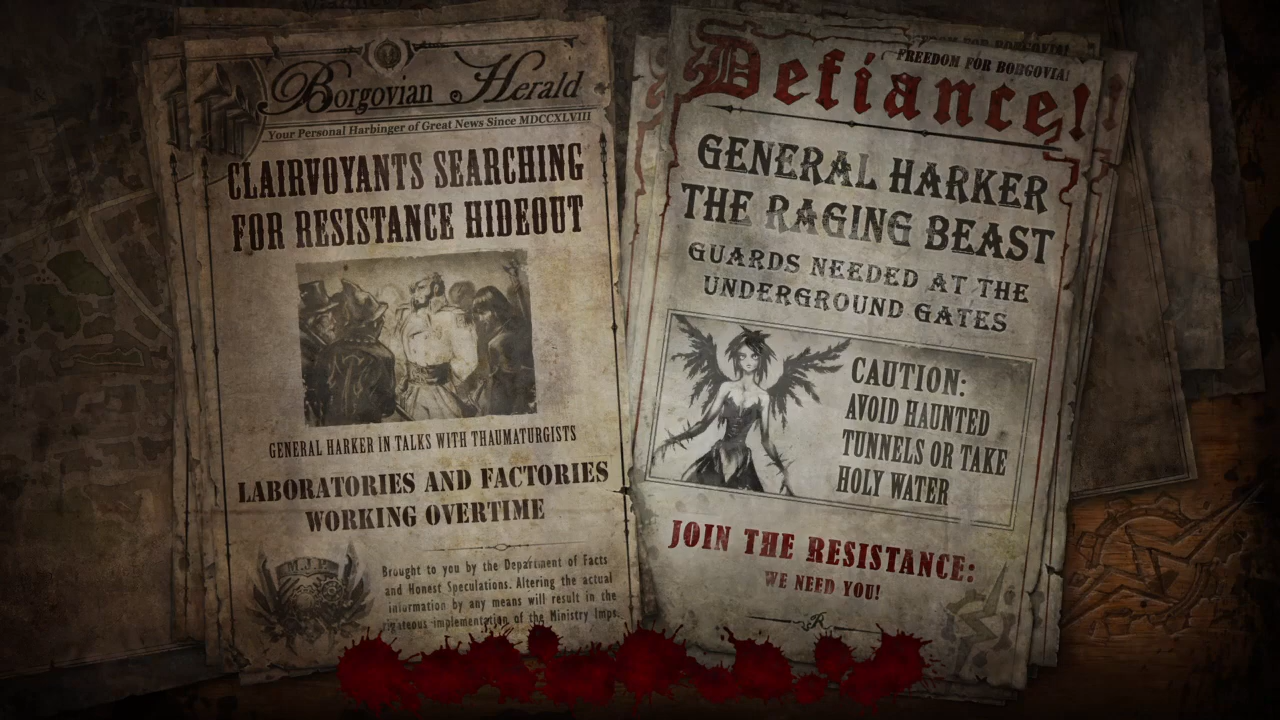 Borgovian Herald
Your Personal Harbinger of Great News Since MDCCXLVIII
CLAIRVOYANTS SEARCHING
FOR RESISTANCE HIDEOUT
GENERAL HARKER IN TALKS WITH THAUMATURGISTS
LABORATORIES AND FACTORIES
WORKING OVERTIME
M.J.P.
Brought to you by the Department of Facts
and Honest Speculations. Altering the actual
information by any means will result in the
rigateous implementation of the Ministry Imps.
FREEDOM FOR BORGOVIA!
FREEDOM FOR BORGOVIA!
Defiance!
GENERAL HARKER
THE RAGING BEAST
GUARDS NEEDED AT THE
UNDERGROUND GATES
CAUTION:
AVOID HAUNTED
TUNNELS OR TAKE
HOLY WATER
JOIN THE RESISTANCE:
WE NEED YOU!
R